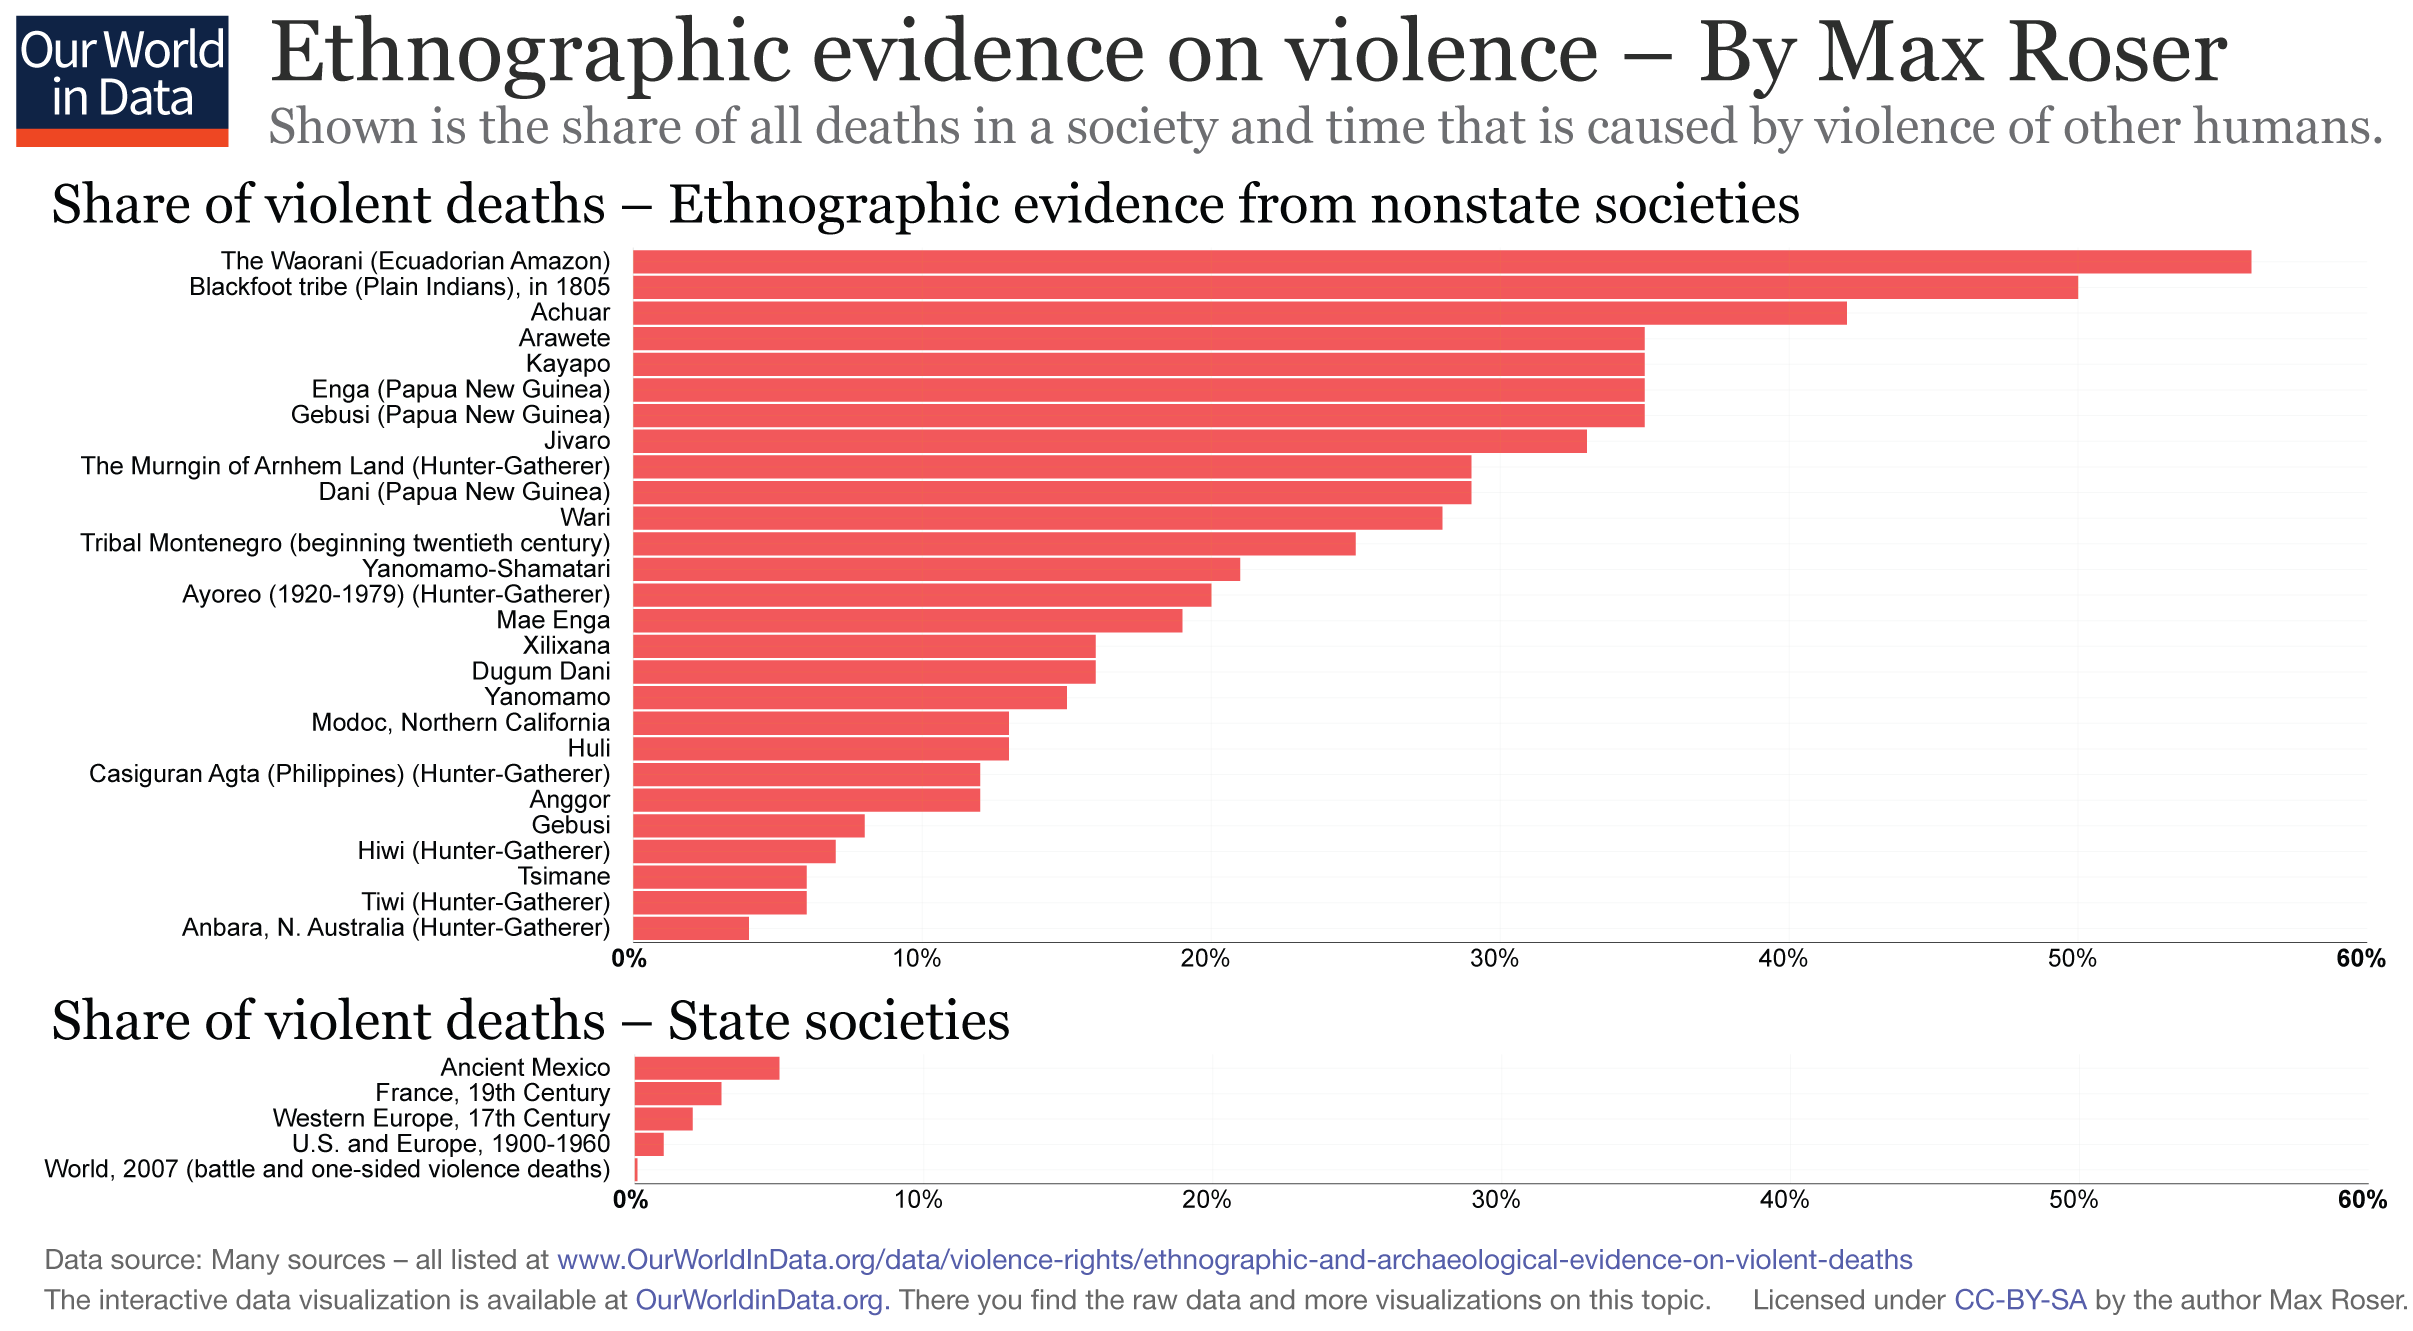 Our World
in Data
Ethnographic evidence on violence – By Max Roser
Shown is the share of all deaths in a society and time that is caused by violence of other humans.
Share of violent deaths – Ethnographic evidence from nonstate societies
The Waorani (Ecuadorian Amazon)
Blackfoot tribe (Plain Indians), in 1805
Achuar
Arawete
Kayapo
Enga (Papua New Guinea)
Gebusi (Papua New Guinea)
Jivaro
The Murngin of Arnhem Land (Hunter-Gatherer)
Dani (Papua New Guinea)
Wari
Tribal Montenegro (beginning twentieth century)
Yanomamo-Shamatari
Ayoreo (1920-1979) (Hunter-Gatherer)
Mae Enga
Xilixana
Dugum Dani
Yanomamo
Modoc, Northern California
Huli
Casiguran Agta (Philippines) (Hunter-Gatherer)
Anggor
Gebusi
Hiwi (Hunter-Gatherer)
Tsimane
Tiwi (Hunter-Gatherer)
Anbara, N. Australia (Hunter-Gatherer)
0% 10% 20% 30% 40% 50% 60%
Share of violent deaths – State societies
Ancient Mexico
France, 19th Century
Western Europe, 17th Century
U.S. and Europe, 1900-1960
World, 2007 (battle and one-sided violence deaths)
0% 10% 20% 30% 40% 50% 60%
Data source: Many sources – all listed at www.OurWorldInData.org/data/violence-rights/ethnographic-and-archaeological-evidence-on-violent-deaths
The interactive data visualization is available at OurWorldinData.org. There you find the raw data and more visualizations on this topic. Licensed under CC-BY-SA by the author Max Roser.